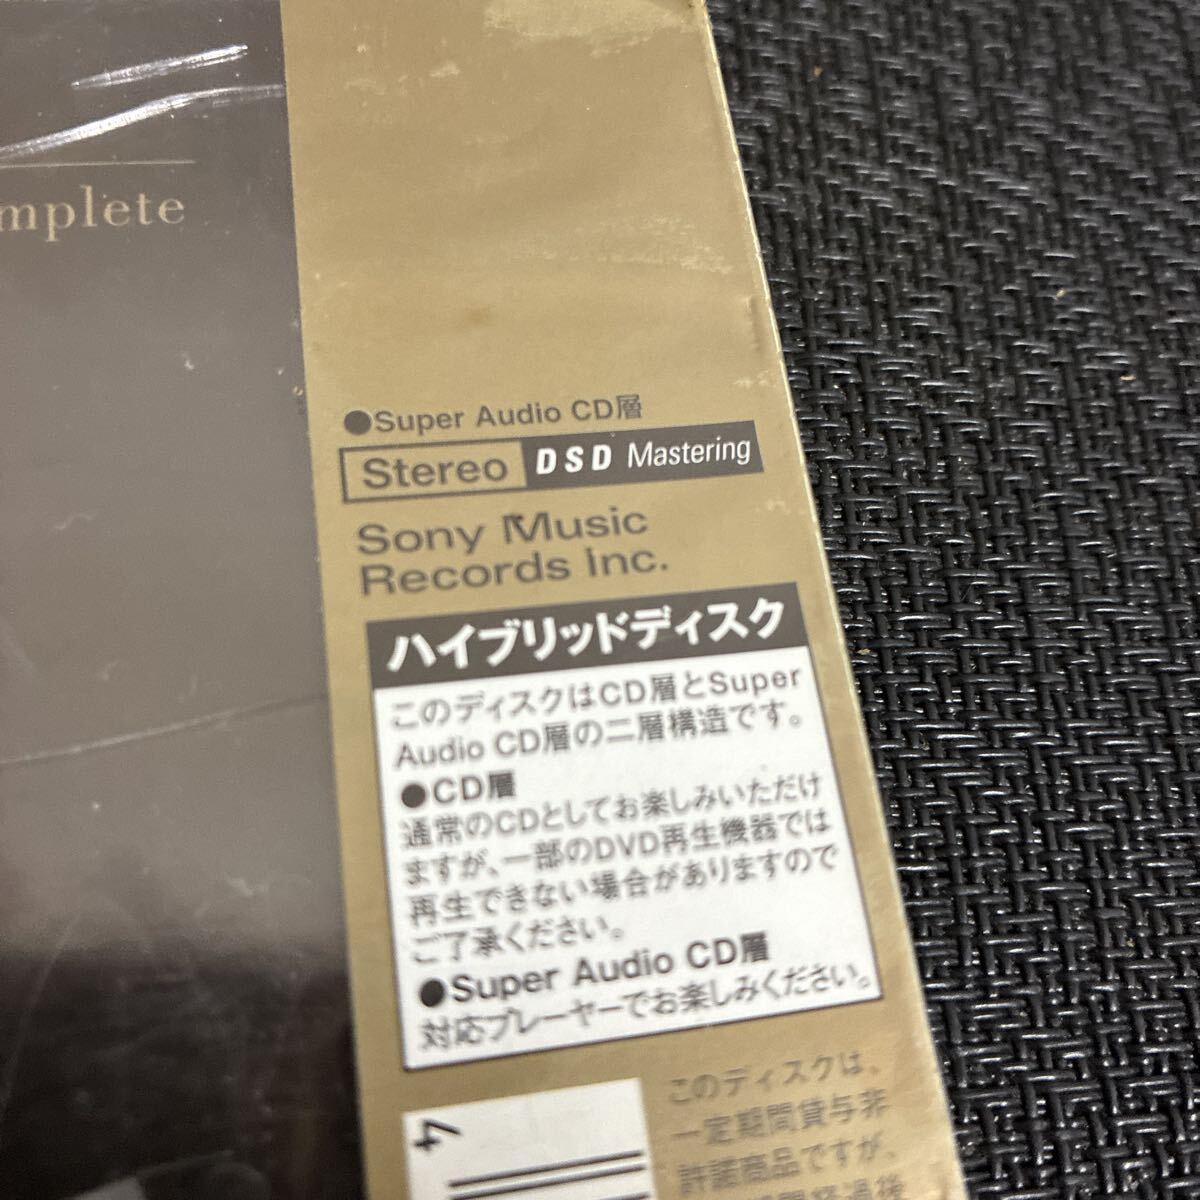 ●Super Audio CD層
Stereo DSD Mastering
Sony Music
Records Inc.
ハイブリッドディスク
このディスクはCD層とSuper
Audio CD層の二層構造です。
●CD層
通常のCDとしてお楽しみいただけ
ますが、一部のDVD再生機器では
再生できない場合がありますので
ご了承ください。
●Super Audio CD層
対応プレーヤーでお楽しみください。
このディスクは、
一定期間貸与非
許諾商品ですが、
4